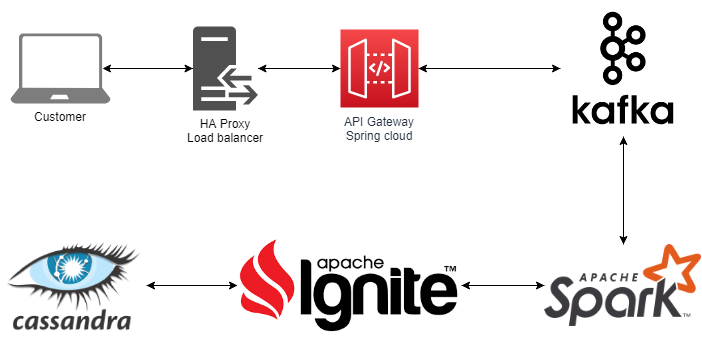 Customer
HA Proxy
Load balancer
</>
API Gateway
Spring cloud
kafka
cassandra
apache
Ignite™
APACHE
Spark™